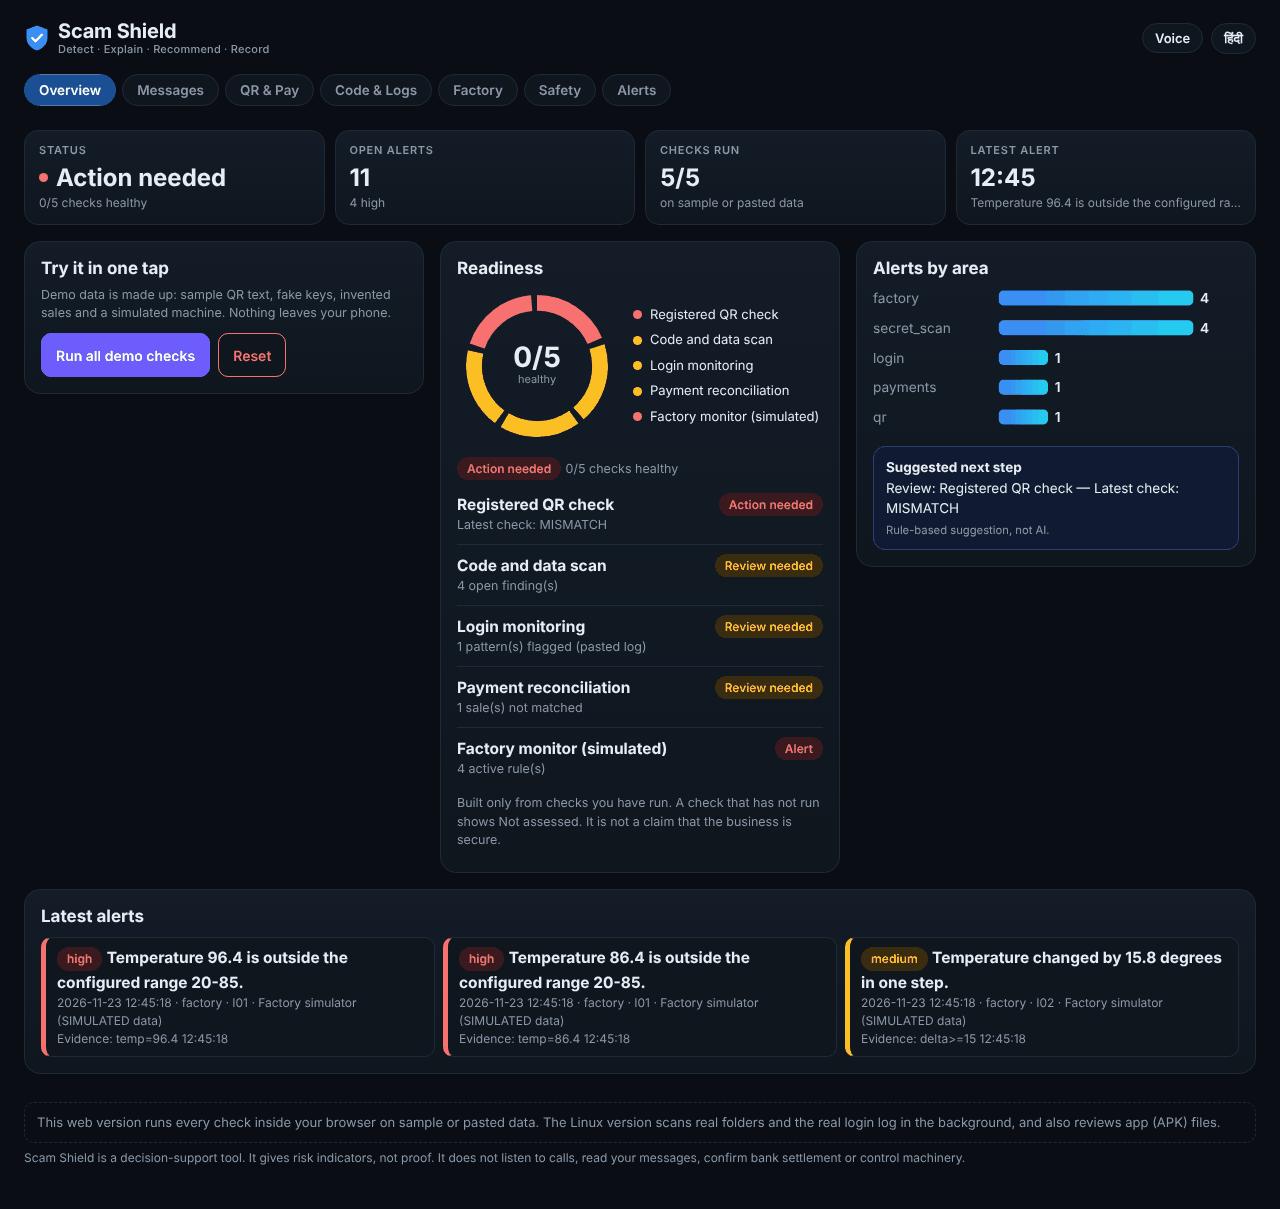 Scam Shield
Detect · Explain · Recommend · Record
Voice
हिंदी
Overview
Messages
QR & Pay
Code & Logs
Factory
Safety
Alerts
STATUS
Action needed
0/5 checks healthy
OPEN ALERTS
11
4 high
CHECKS RUN
5/5
on sample or pasted data
LATEST ALERT
12:45
Temperature 96.4 is outside the configured ra...
Try it in one tap
Demo data is made up: sample QR text, fake keys, invented
sales and a simulated machine. Nothing leaves your phone.
Run all demo checks
Reset
Readiness
0/5
healthy
Registered QR check
Code and data scan
Login monitoring
Payment reconciliation
Factory monitor (simulated)
Action needed 0/5 checks healthy
Registered QR check
Action needed
Latest check: MISMATCH
Code and data scan
Review needed
4 open finding(s)
Login monitoring
Review needed
1 pattern(s) flagged (pasted log)
Payment reconciliation
Review needed
1 sale(s) not matched
Factory monitor (simulated)
Alert
4 active rule(s)
Built only from checks you have run. A check that has not run
shows Not assessed. It is not a claim that the business is
secure.
Alerts by area
factory 4
secret_scan 4
login 1
payments 1
qr 1
Suggested next step
Review: Registered QR check — Latest check:
MISMATCH
Rule-based suggestion, not AI.
Latest alerts
high Temperature 96.4 is outside the
configured range 20-85.
2026-11-23 12:45:18 · factory · I01 · Factory simulator
(SIMULATED data)
Evidence: temp=96.4 12:45:18
high Temperature 86.4 is outside the
configured range 20-85.
2026-11-23 12:45:18 · factory · I01 · Factory simulator
(SIMULATED data)
Evidence: temp=86.4 12:45:18
medium Temperature changed by 15.8 degrees
in one step.
2026-11-23 12:45:18 · factory · I02 · Factory simulator
(SIMULATED data)
Evidence: delta>=15 12:45:18
This web version runs every check inside your browser on sample or pasted data. The Linux version scans real folders and the real login log in the background, and also reviews app (APK) files.
Scam Shield is a decision-support tool. It gives risk indicators, not proof. It does not listen to calls, read your messages, confirm bank settlement or control machinery.